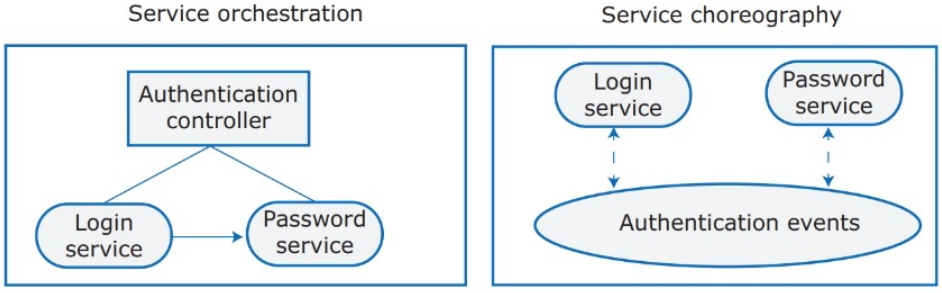 Service orchestration
Authentication
controller
Login
service
Password
service
Service choreography
Login
service
Password
service
Authentication events